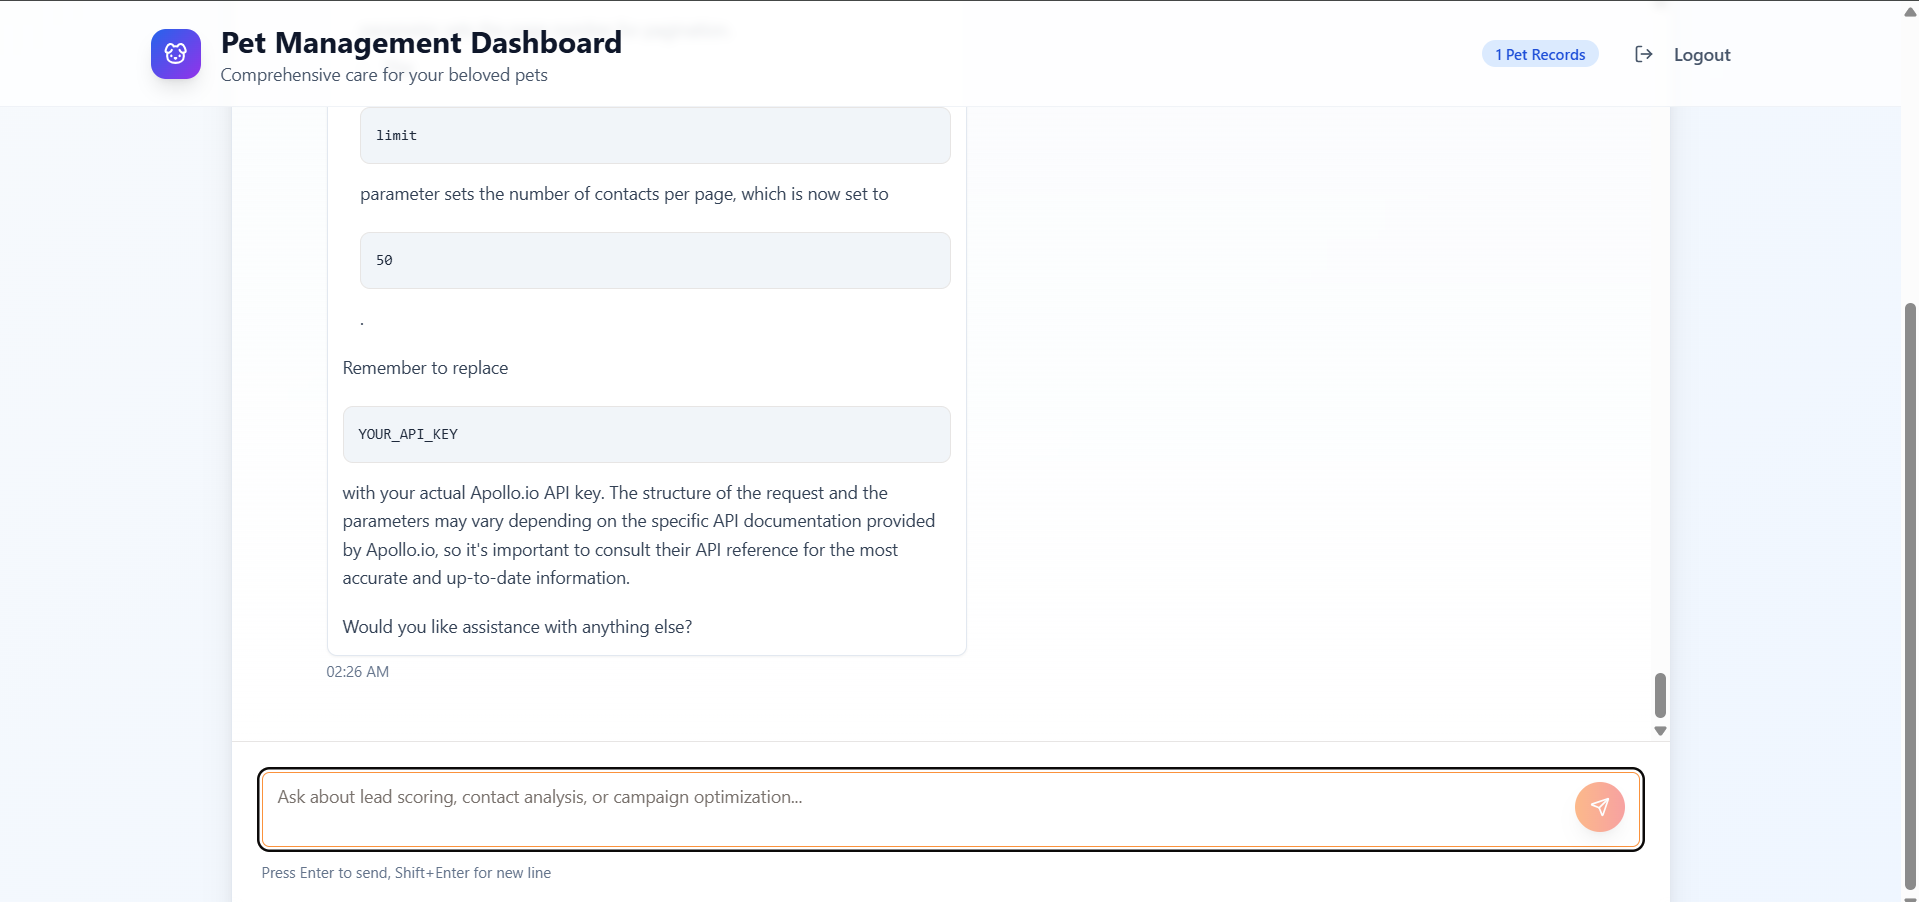 Pet Management Dashboard
Comprehensive care for your beloved pets
1 Pet Records
Logout
limit
parameter sets the number of contacts per page, which is now set to
50
.
Remember to replace
YOUR_API_KEY
with your actual Apollo.io API key. The structure of the request and the
parameters may vary depending on the specific API documentation provided
by Apollo.io, so it's important to consult their API reference for the most
accurate and up-to-date information.
Would you like assistance with anything else?
02:26 AM
Ask about lead scoring, contact analysis, or campaign optimization...
Press Enter to send, Shift+Enter for new line